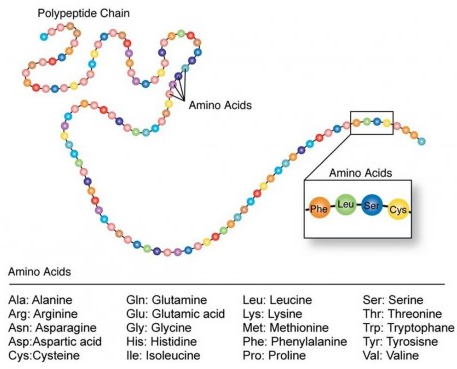 Polypeptide Chain
Amino Acids
Amino Acids
Phe Leu Ser Cys
Amino Acids
Ala: Alanine Gln: Glutamine Leu: Leucine Ser: Serine
Arg: Arginine Glu: Glutamic acid Lys: Lysine Thr: Threonine
Asn: Asparagine Gly: Glycine Met: Methionine Trp: Tryptophane
Asp:Aspartic acid His: Histidine Phe: Phenylalanine Tyr: Tyrosisne
Cys:Cysteine Ile: Isoleucine Pro: Proline Val: Valine